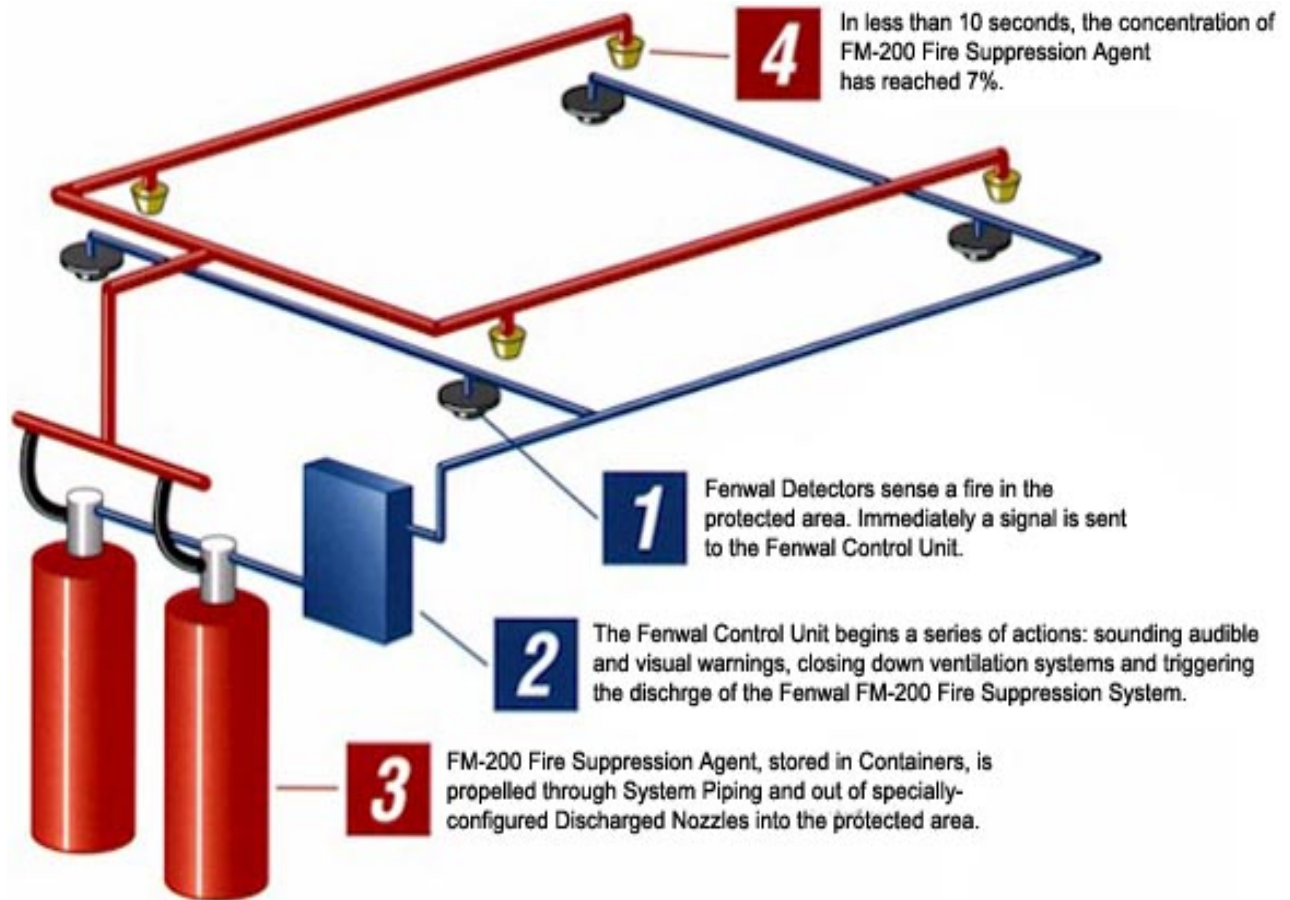 4
In less than 10 seconds, the concentration of
FM-200 Fire Suppression Agent
has reached 7%.
1
Fenwal Detectors sense a fire in the
protected area. Immediately a signal is sent
to the Fenwal Control Unit.
2
The Fenwal Control Unit begins a series of actions: sounding audible
and visual warnings, closing down ventilation systems and triggering
the dischrge of the Fenwal FM-200 Fire Suppression System.
3
FM-200 Fire Suppression Agent, stored in Containers, is
propelled through System Piping and out of specially-
configured Discharged Nozzles into the protected area.